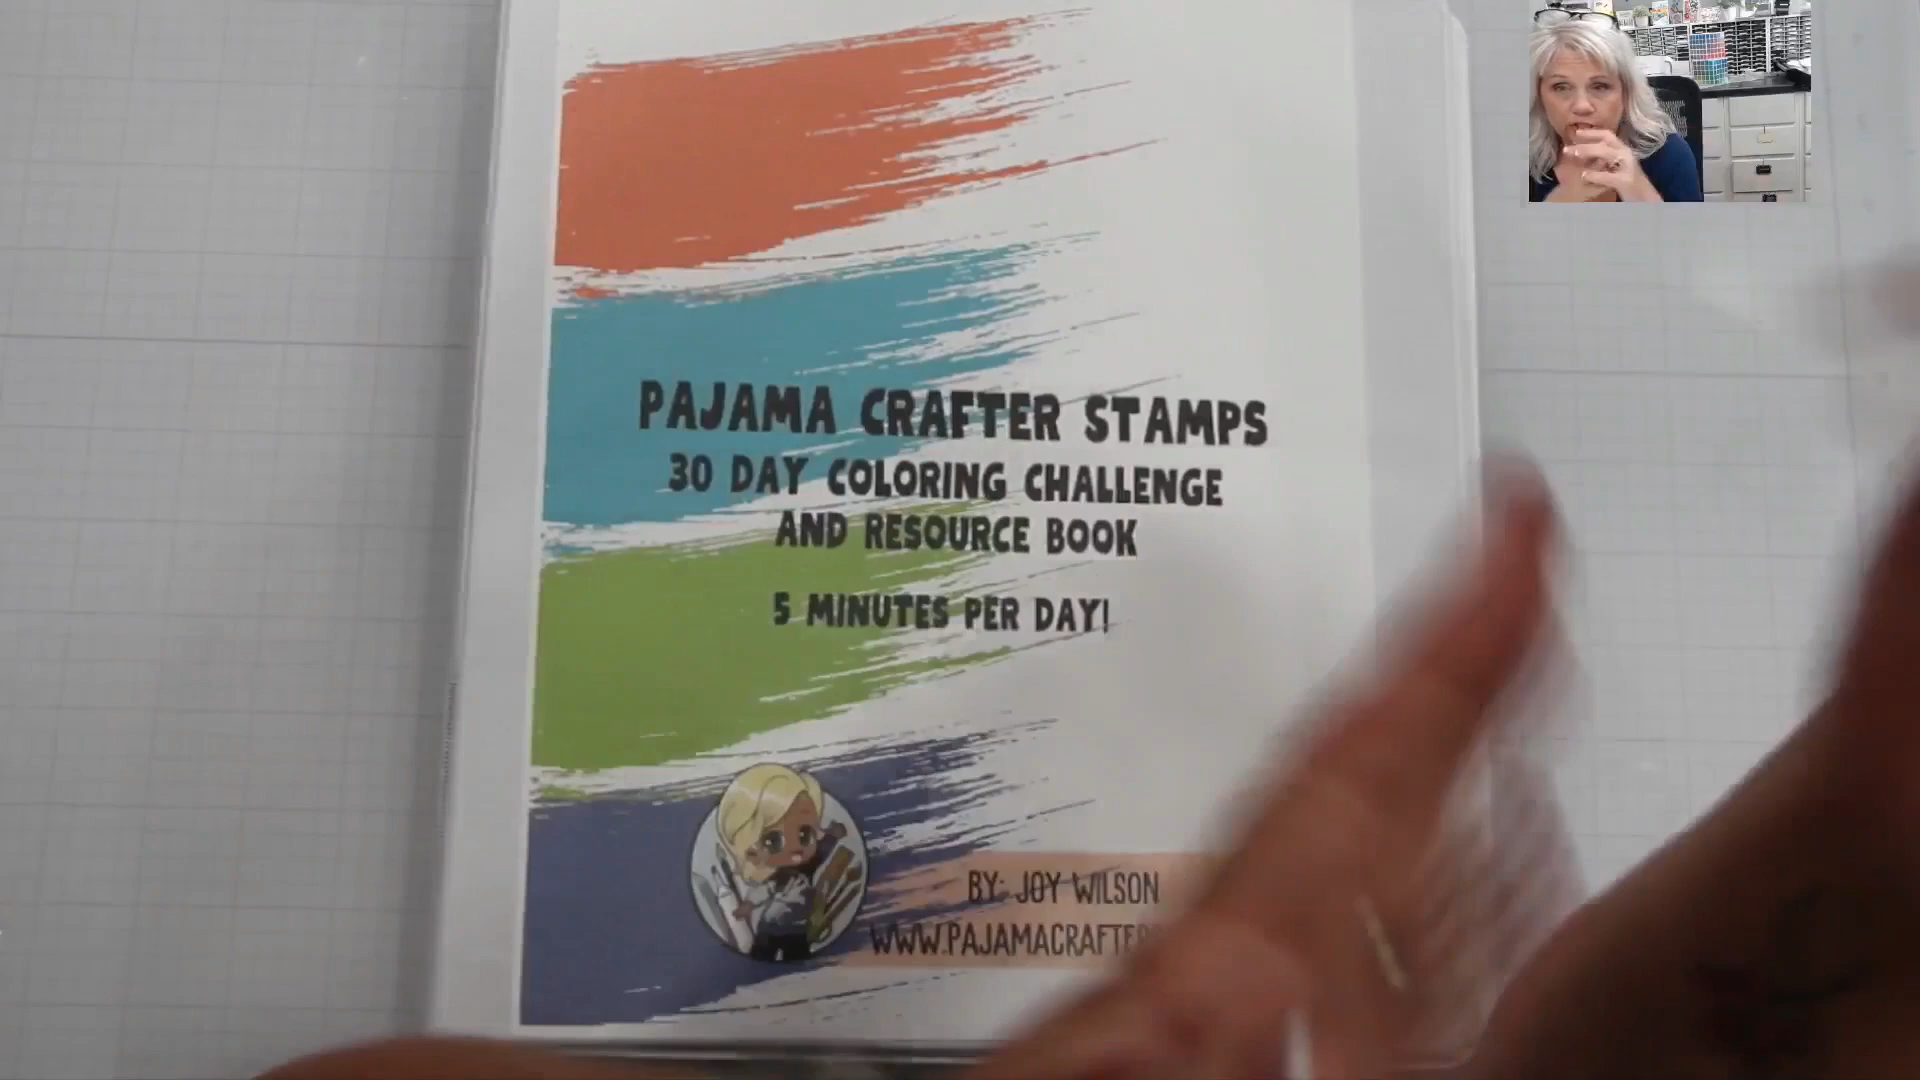 PAJAMA CRAFTER STAMPS
30 DAY COLORING CHALLENGE
AND RESOURCE BOOK
5 MINUTES PER DAY!
BY: JOY WILSON